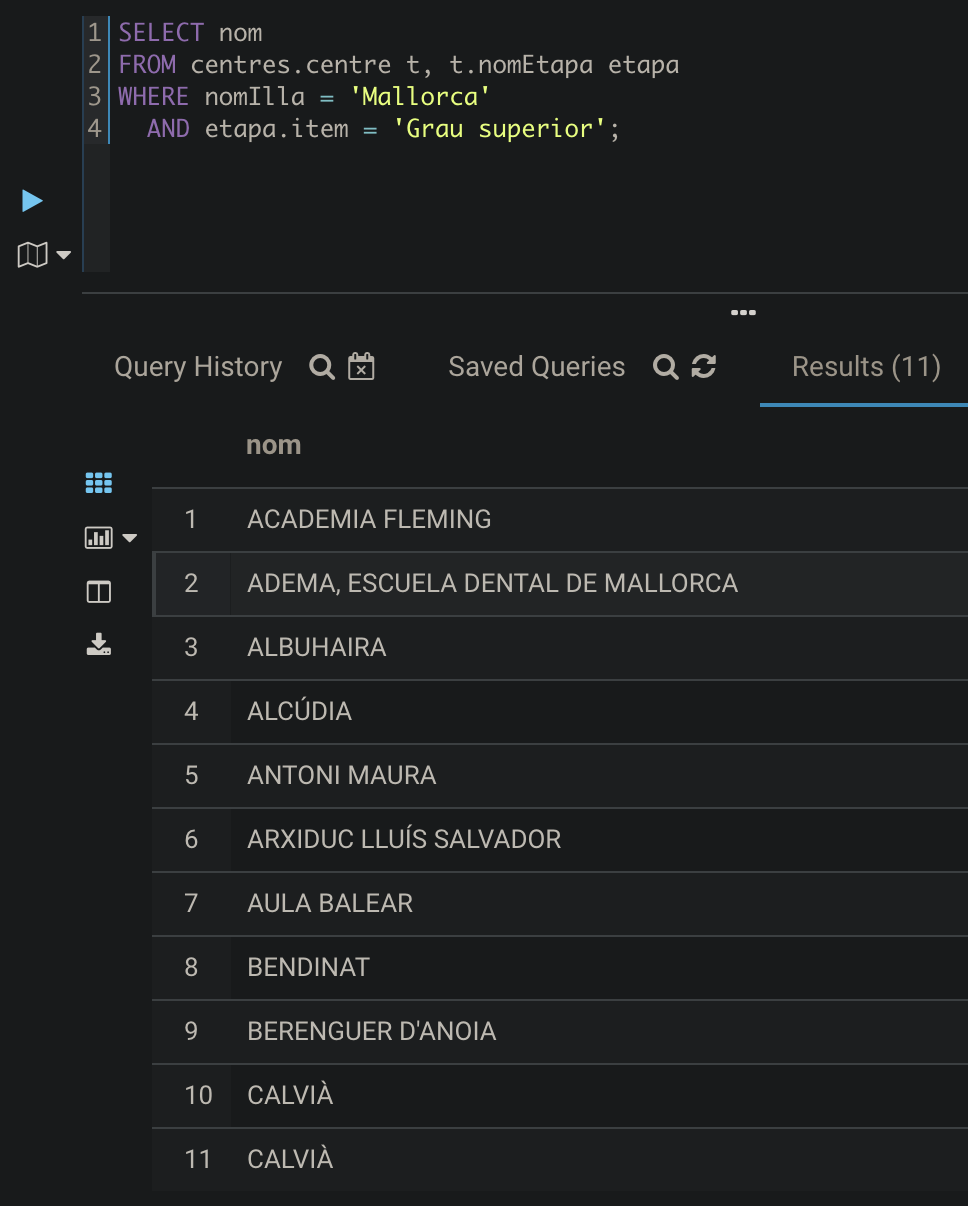 1 SELECT nom
2 FROM centres.centre t, t.nomEtapa etapa
3 WHERE nomIlla = 'Mallorca'
4 AND etapa.item = 'Grau superior';
Query History Saved Queries Results (11)
nom
1 ACADEMIA FLEMING
2 ADEMA, ESCUELA DENTAL DE MALLORCA
3 ALBUHAIRA
4 ALCÚDIA
5 ANTONI MAURA
6 ARXIDUC LLUÍS SALVADOR
7 AULA BALEAR
8 BENDINAT
9 BERENGUER D'ANOIA
10 CALVIÀ
11 CALVIÀ